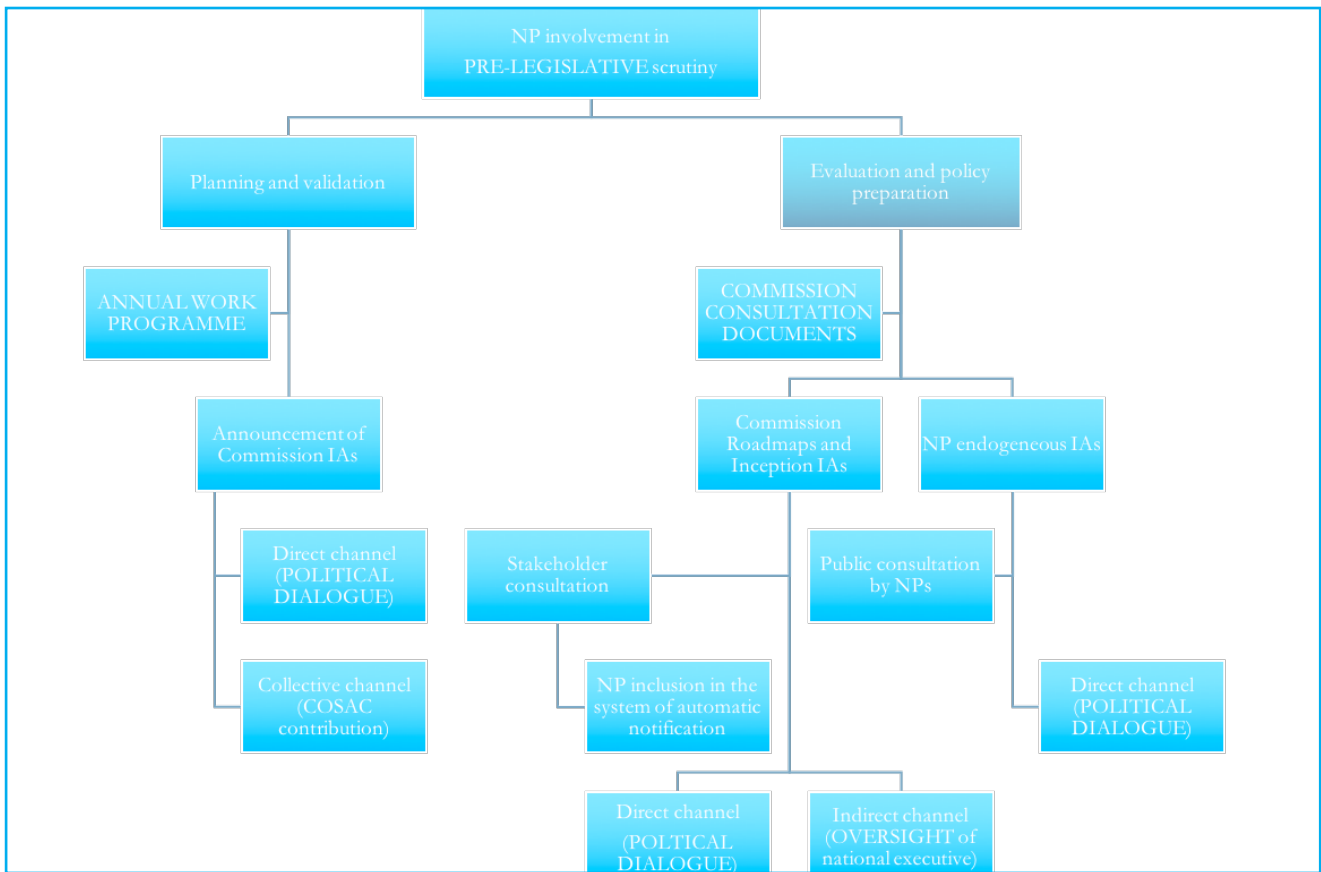 NP involvement in
PRE-LEGISLATIVE scrutiny
Planning and validation
Evaluation and policy
preparation
ANNUAL WORK
PROGRAMME
COMMISSION
CONSULTATION
DOCUMENTS
Announcement of
Commission IAs
Commission
Roadmaps and
Inception IAs
NP endogeneous IAs
Direct channel
(POLITICAL
DIALOGUE)
Stakeholder
consultation
Public consultation
by NPs
Collective channel
(COSAC
contribution)
NP inclusion in the
system of automatic
notification
Direct channel
(POLITICAL
DIALOGUE)
Direct channel
(POLTICAL
DIALOGUE)
Indirect channel
(OVERSIGHT of
national executive)